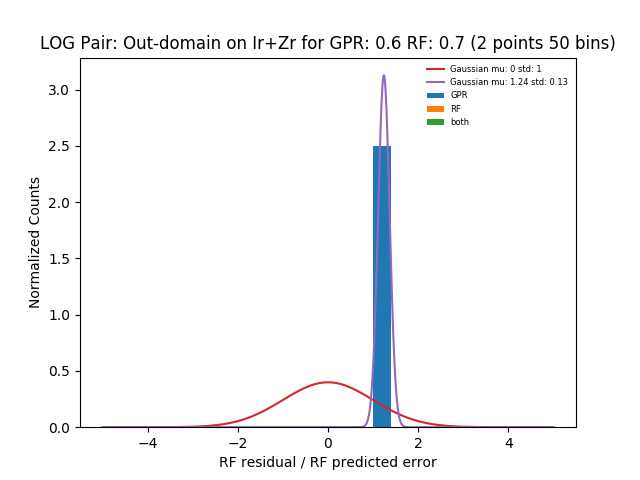 LOG Pair: Out-domain on Ir+Zr for GPR: 0.6 RF: 0.7 (2 points 50 bins)
Gaussian mu: 0 std: 1
Gaussian mu: 1.24 std: 0.13
GPR
RF
both
Normalized Counts
3.0
2.5
2.0
1.5
1.0
0.5
0.0
−4 −2 0 2 4
RF residual / RF predicted error